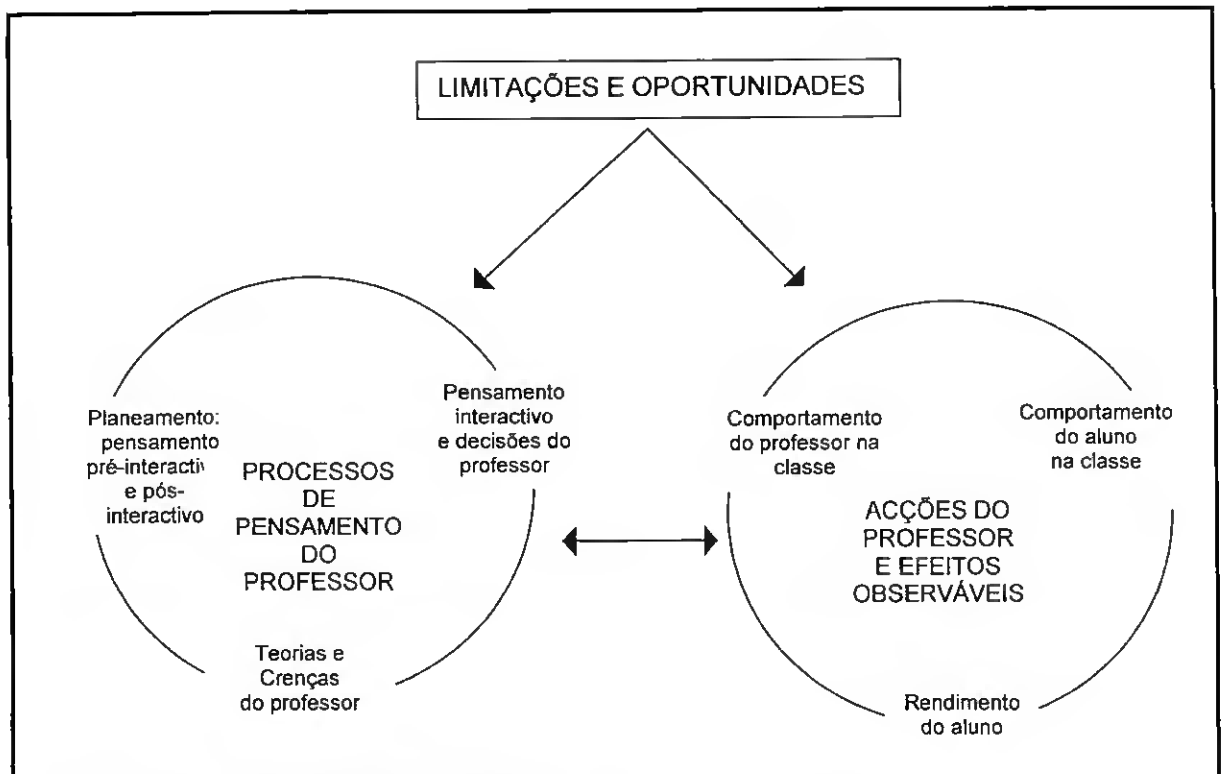 LIMITAÇÕES E OPORTUNIDADES
Planeamento:
pensamento
pré-interacti
e pós-
interactivo
Pensamento
interactivo
e decisões do
professor
PROCESSOS
DE
PENSAMENTO
DO
PROFESSOR
Teorias e
Crenças
do professor
Comportamento
do professor na
classe
Comportamento
do aluno
na classe
ACÇÕES DO
PROFESSOR
E EFEITOS
OBSERVÁVEIS
Rendimento
do aluno